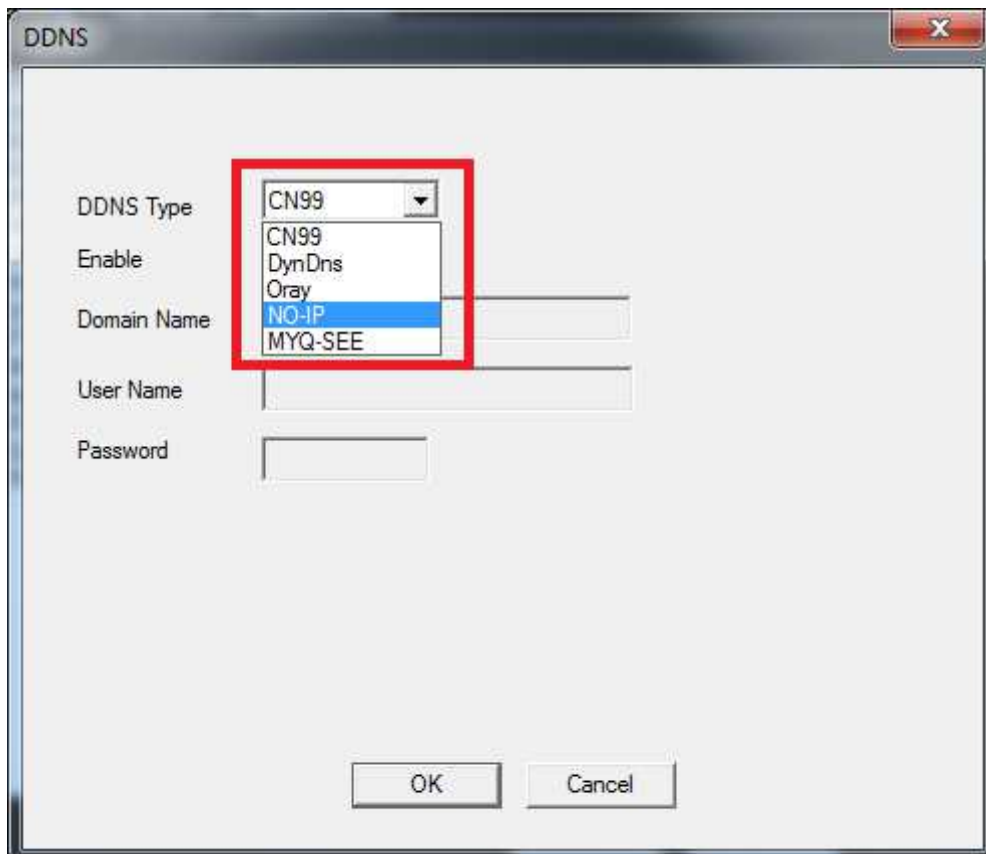 DDNS
DDNS Type CN99
CN99
Enable
DynDns
Oray
Domain Name NO-IP
MYQ-SEE
User Name
Password
OK Cancel